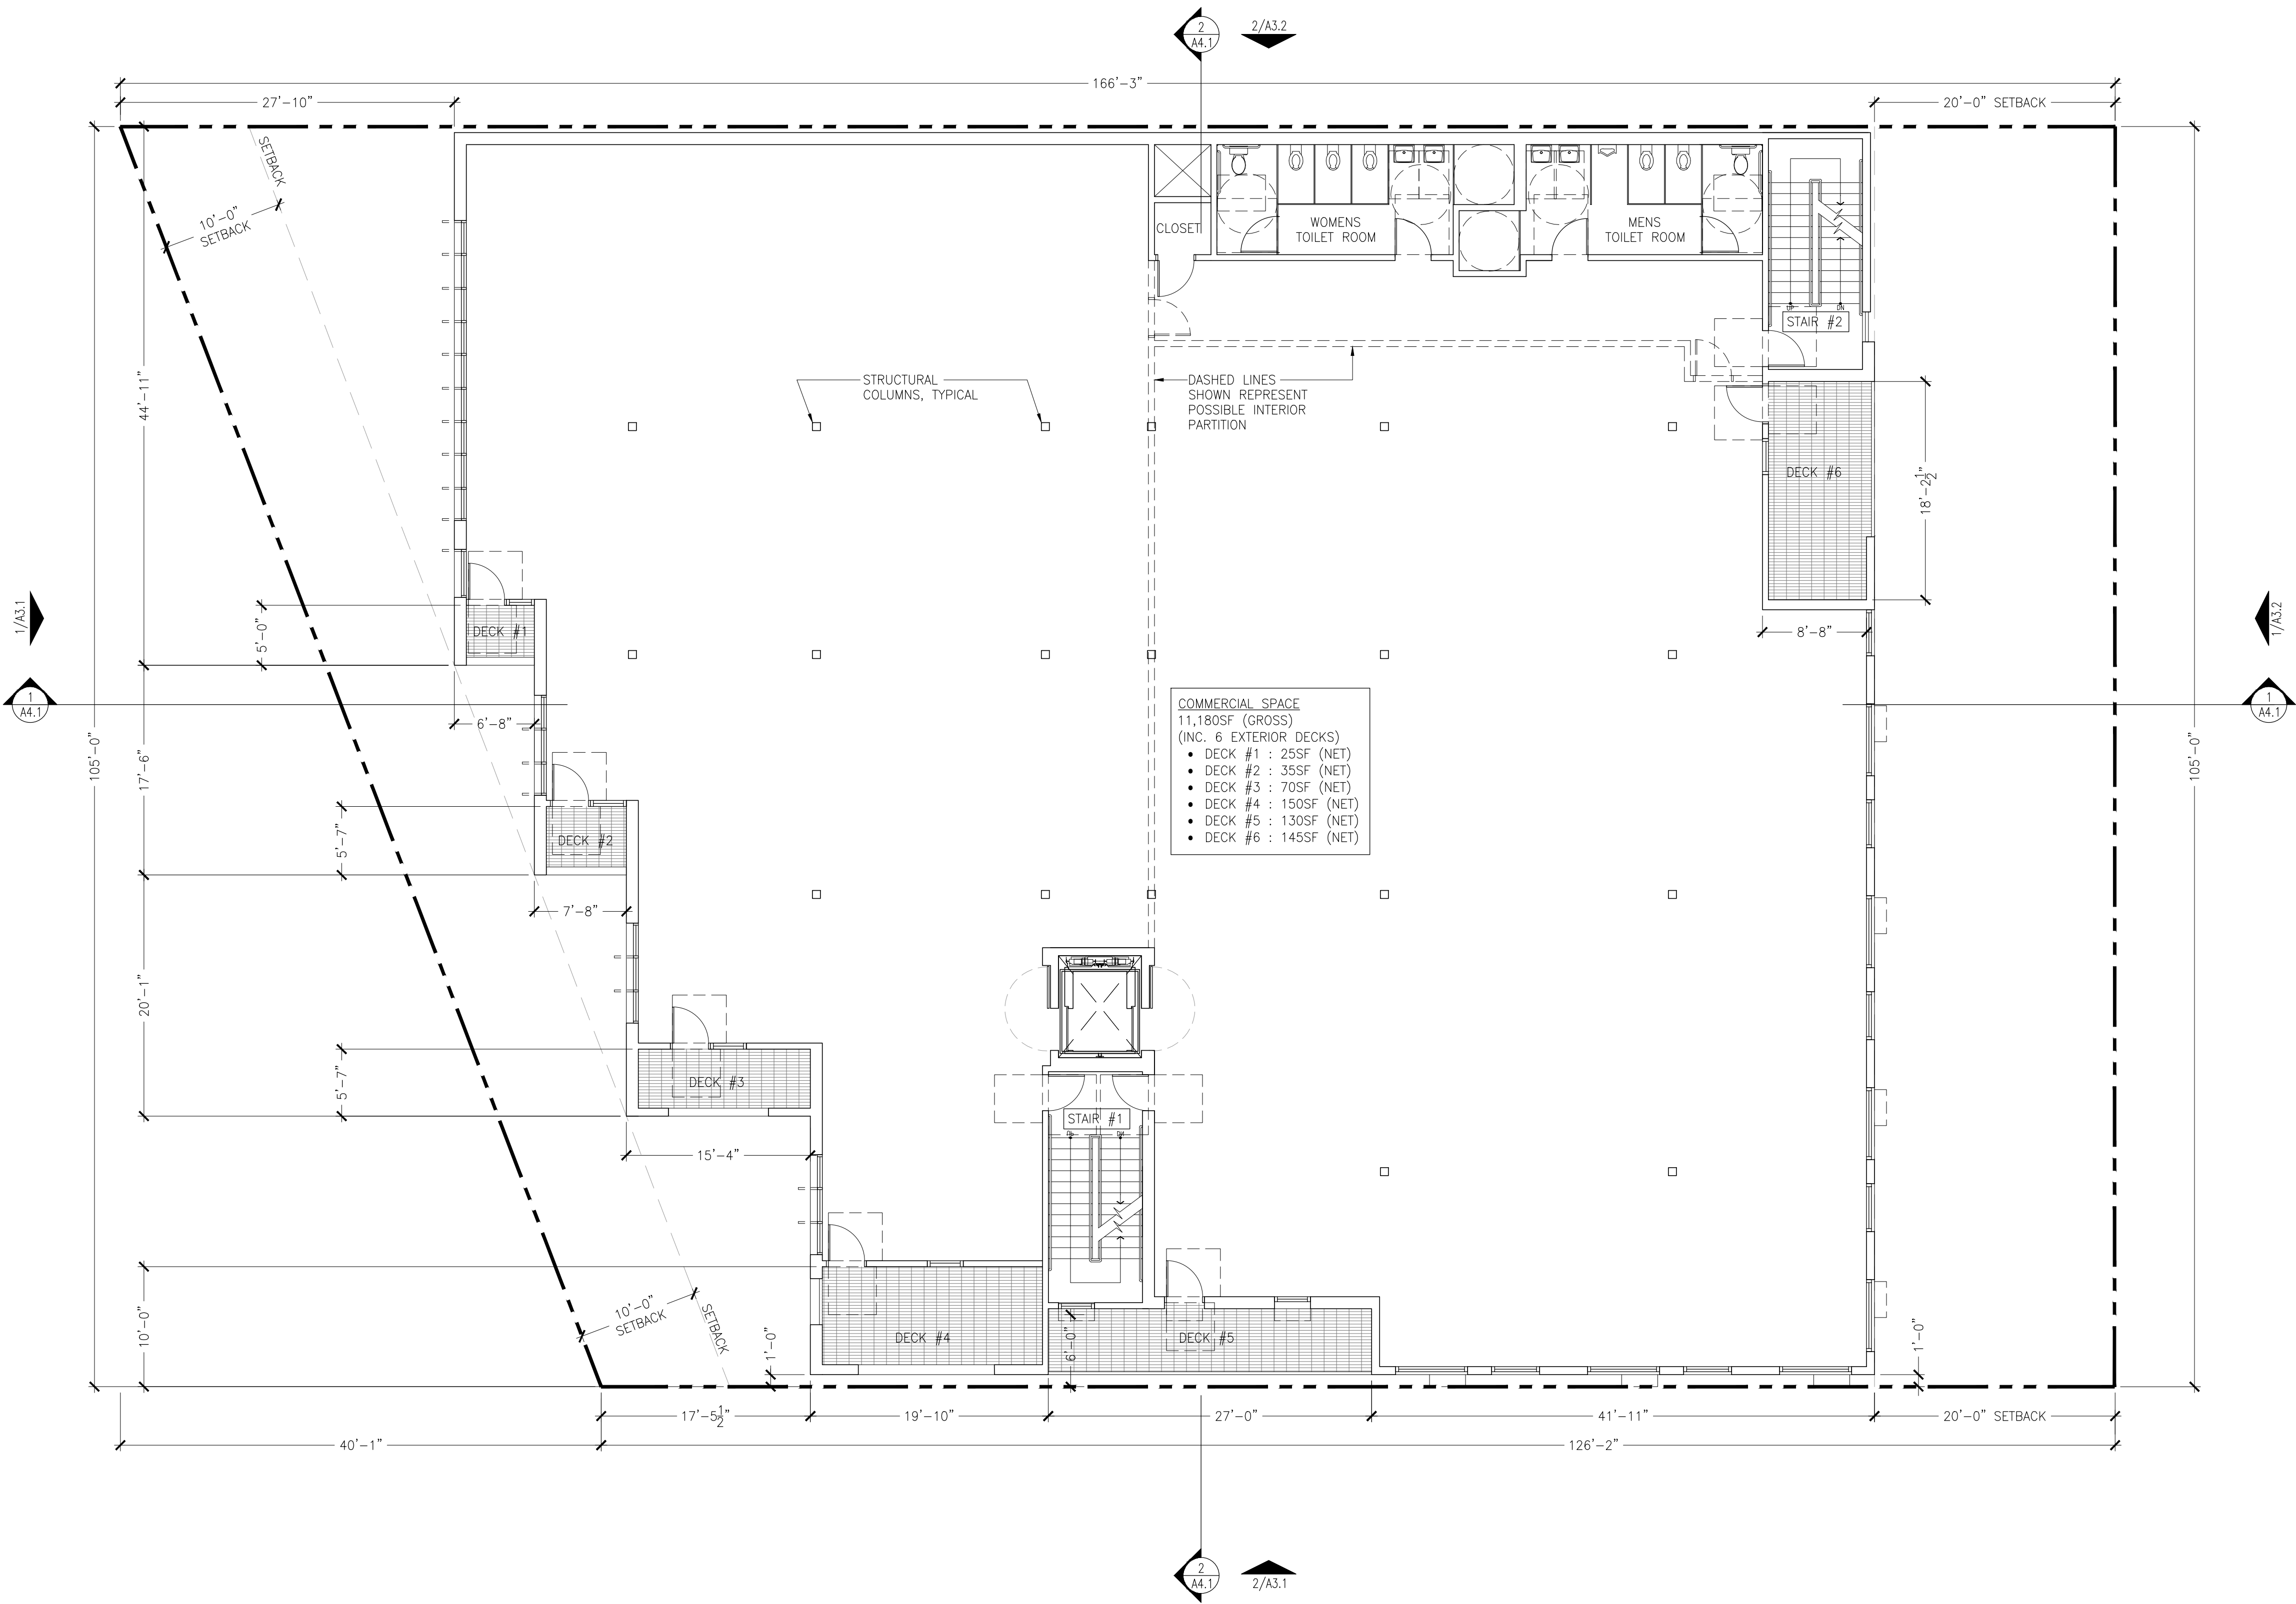 2
A4.1
2/A3.2
166'-3"
27'-10"
20'-0" SETBACK
SETBACK
10'-0"
SETBACK
CLOSET
WOMENS
TOILET ROOM
MENS
TOILET ROOM
UP
DN
STAIR #2
STRUCTURAL
COLUMNS, TYPICAL
DASHED LINES
SHOWN REPRESENT
POSSIBLE INTERIOR
PARTITION
44'-11"
DECK #6
18'-2 1/2"
1/A3.1
5'-0"
DECK #1
8'-8"
1/A3.2
1
A4.1
6'-8"
1
A4.1
105'-0"
17'-6"
COMMERCIAL SPACE
11,180SF (GROSS)
(INC. 6 EXTERIOR DECKS)
• DECK #1 : 25SF (NET)
• DECK #2 : 35SF (NET)
• DECK #3 : 70SF (NET)
• DECK #4 : 150SF (NET)
• DECK #5 : 130SF (NET)
• DECK #6 : 145SF (NET)
105'-0"
5'-7"
DECK #2
7'-8"
20'-1"
5'-7"
DECK #3
STAIR #1
UP
DN
15'-4"
10'-0"
10'-0"
SETBACK
SETBACK
1'-0"
DECK #4
6'-0"
DECK #5
1'-0"
17'-5 1/2"
19'-10"
27'-0"
41'-11"
20'-0" SETBACK
40'-1"
126'-2"
2
A4.1
2/A3.1